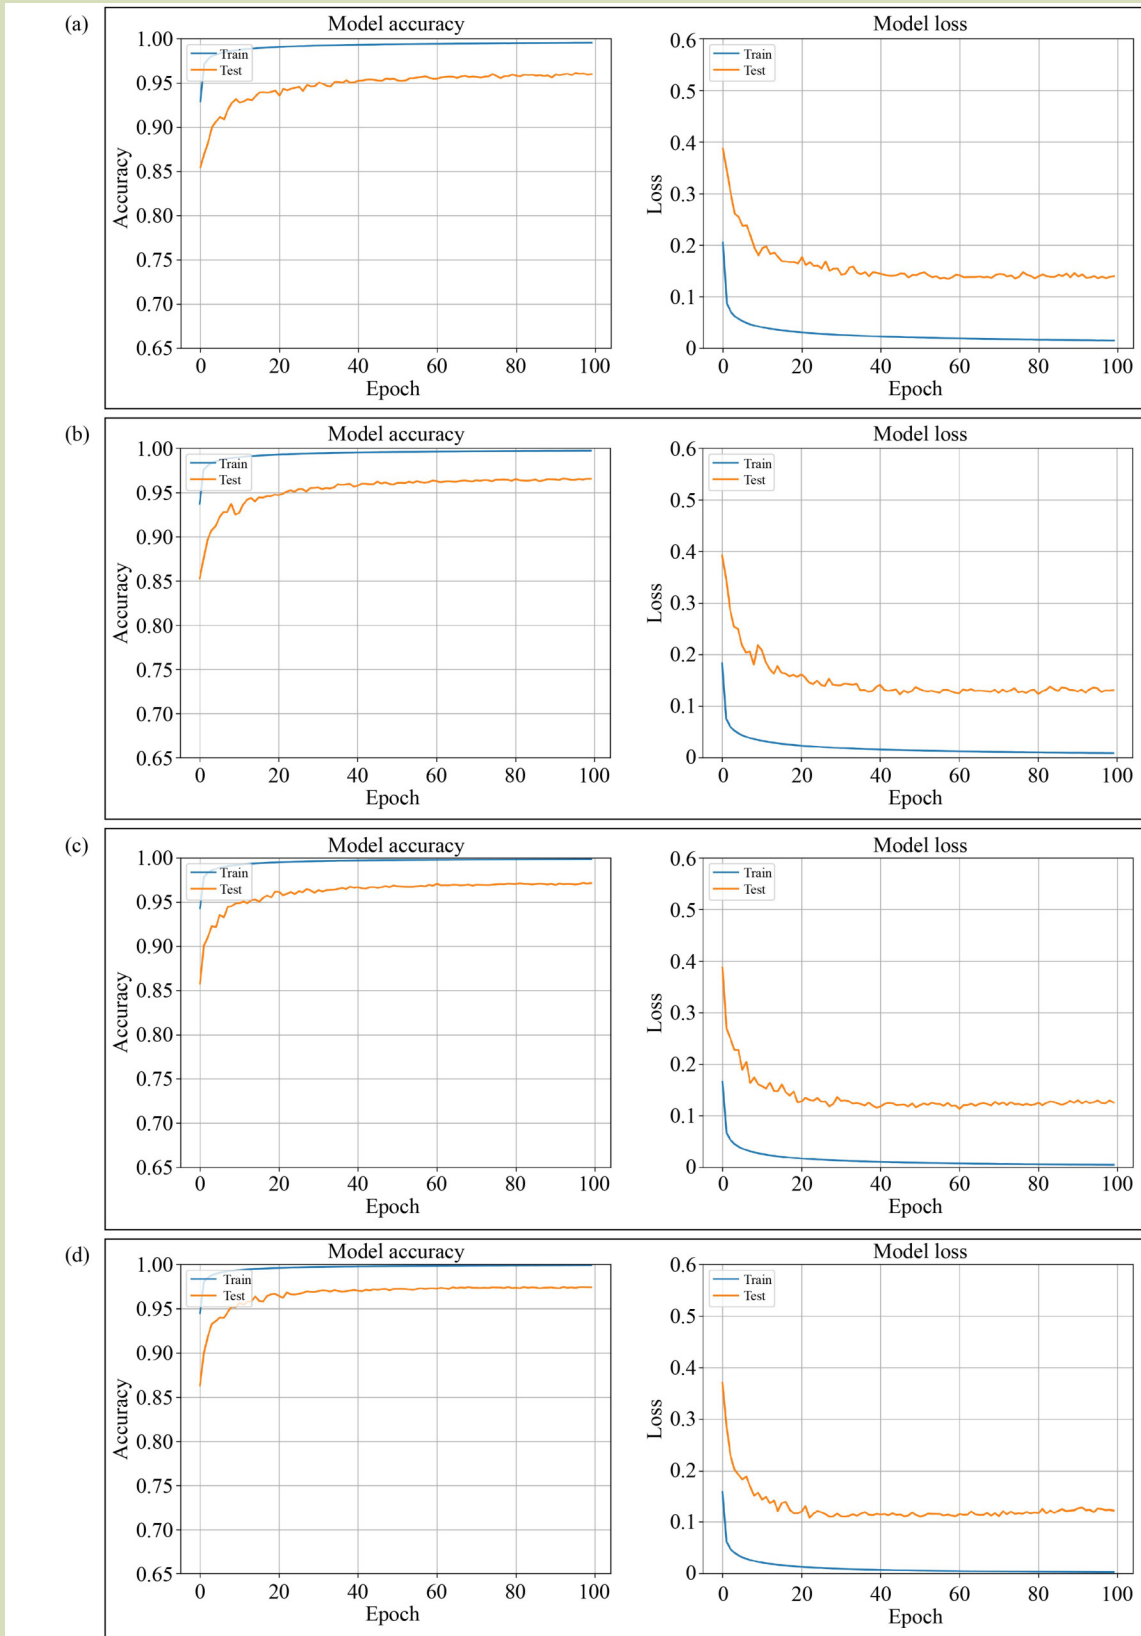 (a)
Model accuracy
1.00
0.95
0.90
0.85
0.80
0.75
0.70
0.65
Accuracy
Train
Test
0 20 40 60 80 100
Epoch
Model loss
0.6
0.5
0.4
0.3
0.2
0.1
0
Loss
Train
Test
0 20 40 60 80 100
Epoch
(b)
Model accuracy
1.00
0.95
0.90
0.85
0.80
0.75
0.70
0.65
Accuracy
Train
Test
0 20 40 60 80 100
Epoch
Model loss
0.6
0.5
0.4
0.3
0.2
0.1
0
Loss
Train
Test
0 20 40 60 80 100
Epoch
(c)
Model accuracy
1.00
0.95
0.90
0.85
0.80
0.75
0.70
0.65
Accuracy
Train
Test
0 20 40 60 80 100
Epoch
Model loss
0.6
0.5
0.4
0.3
0.2
0.1
0
Loss
Train
Test
0 20 40 60 80 100
Epoch
(d)
Model accuracy
1.00
0.95
0.90
0.85
0.80
0.75
0.70
0.65
Accuracy
Train
Test
0 20 40 60 80 100
Epoch
Model loss
0.6
0.5
0.4
0.3
0.2
0.1
0
Loss
Train
Test
0 20 40 60 80 100
Epoch